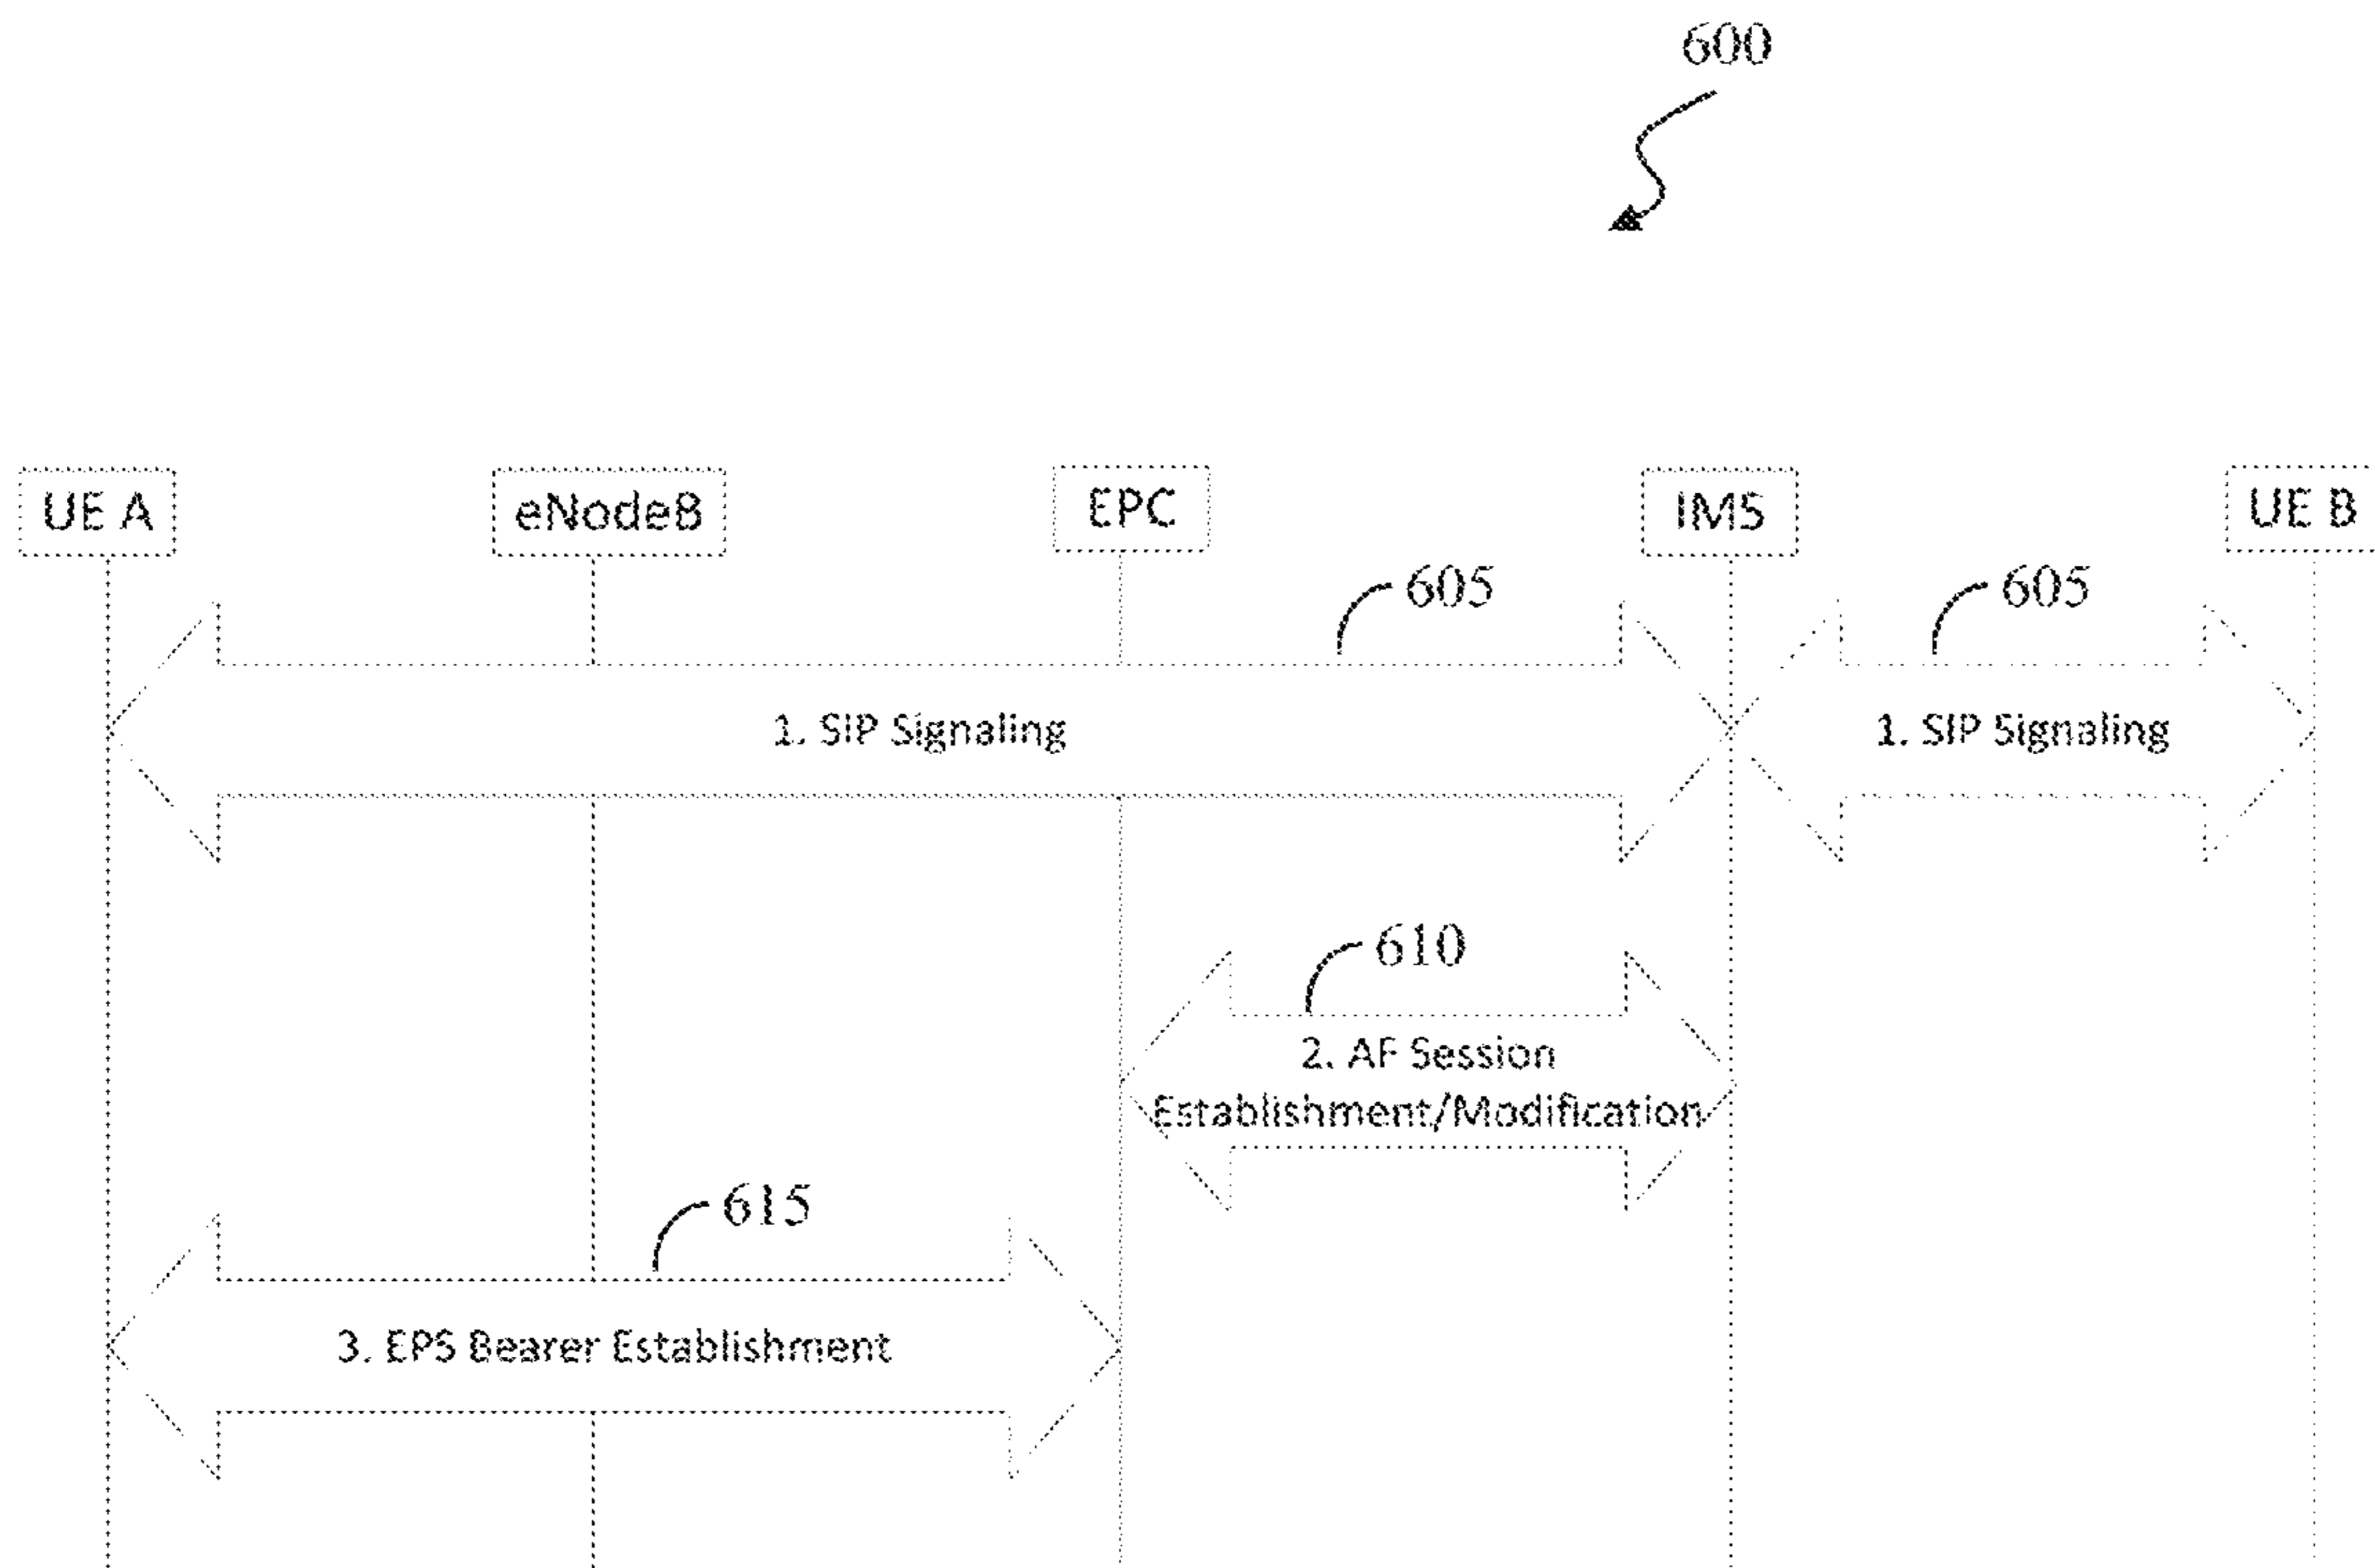 600
UE A
eNodeB
EPC
IMS
UE B
605
605
1. SIP Signaling
1. SIP Signaling
610
2. AF Session
Establishment/Modification
615
3. EPS Bearer Establishment